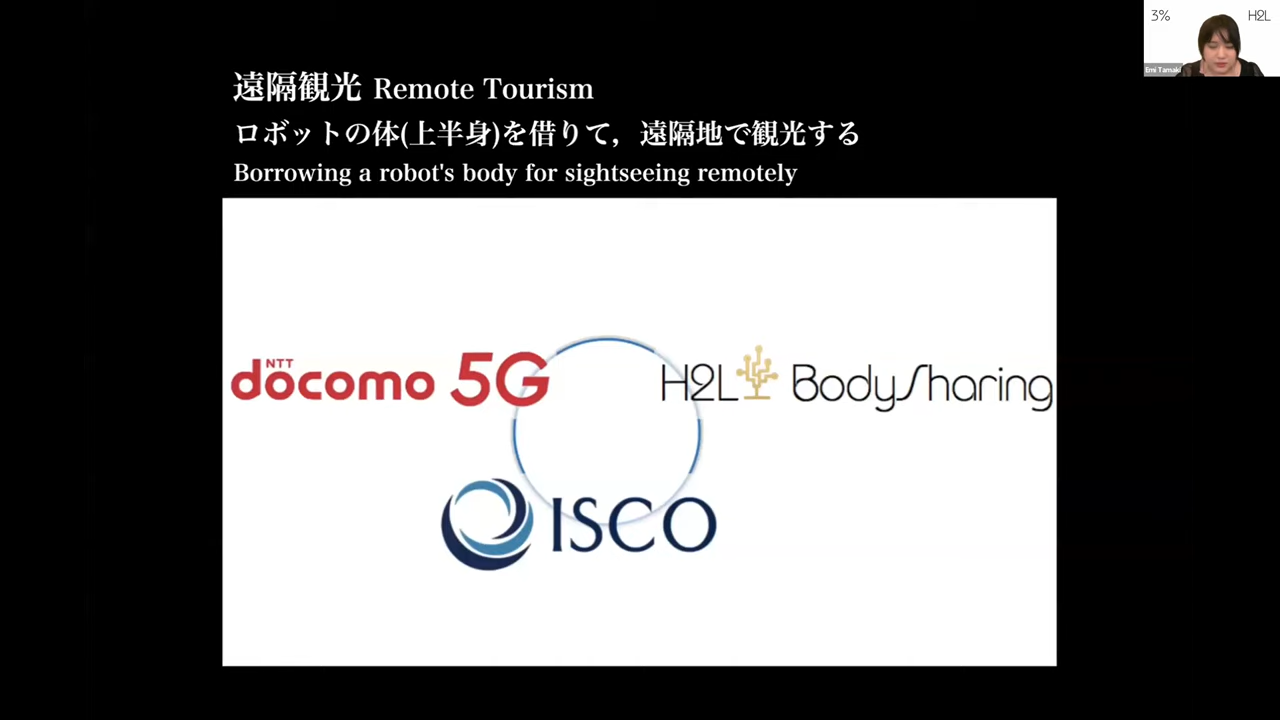 3%
H2L
Emi Tamaki
遠隔観光 Remote Tourism
ロボットの体(上半身)を借りて，遠隔地で観光する
Borrowing a robot's body for sightseeing remotely
NTT
docomo 5G
H2L BodySharing
ISCO